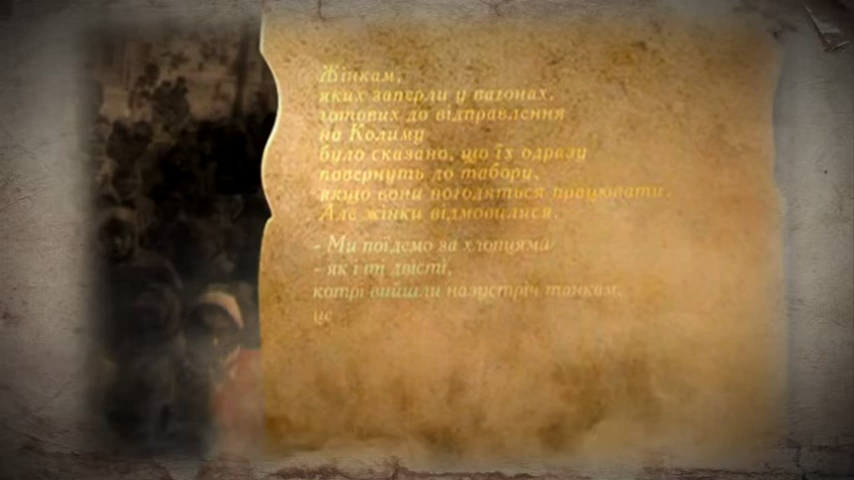 Жінкам,
яких заперли у вагонах,
готових до відправлення
на Колиму
було сказано, що їх одразу
повернуть до табори,
якщо вони погодяться працювати.
Але жінки відмовилися.
- Ми поїдемо за хлопцями
- як і ті двісті,
котрі вийшли назустріч танкам,
це